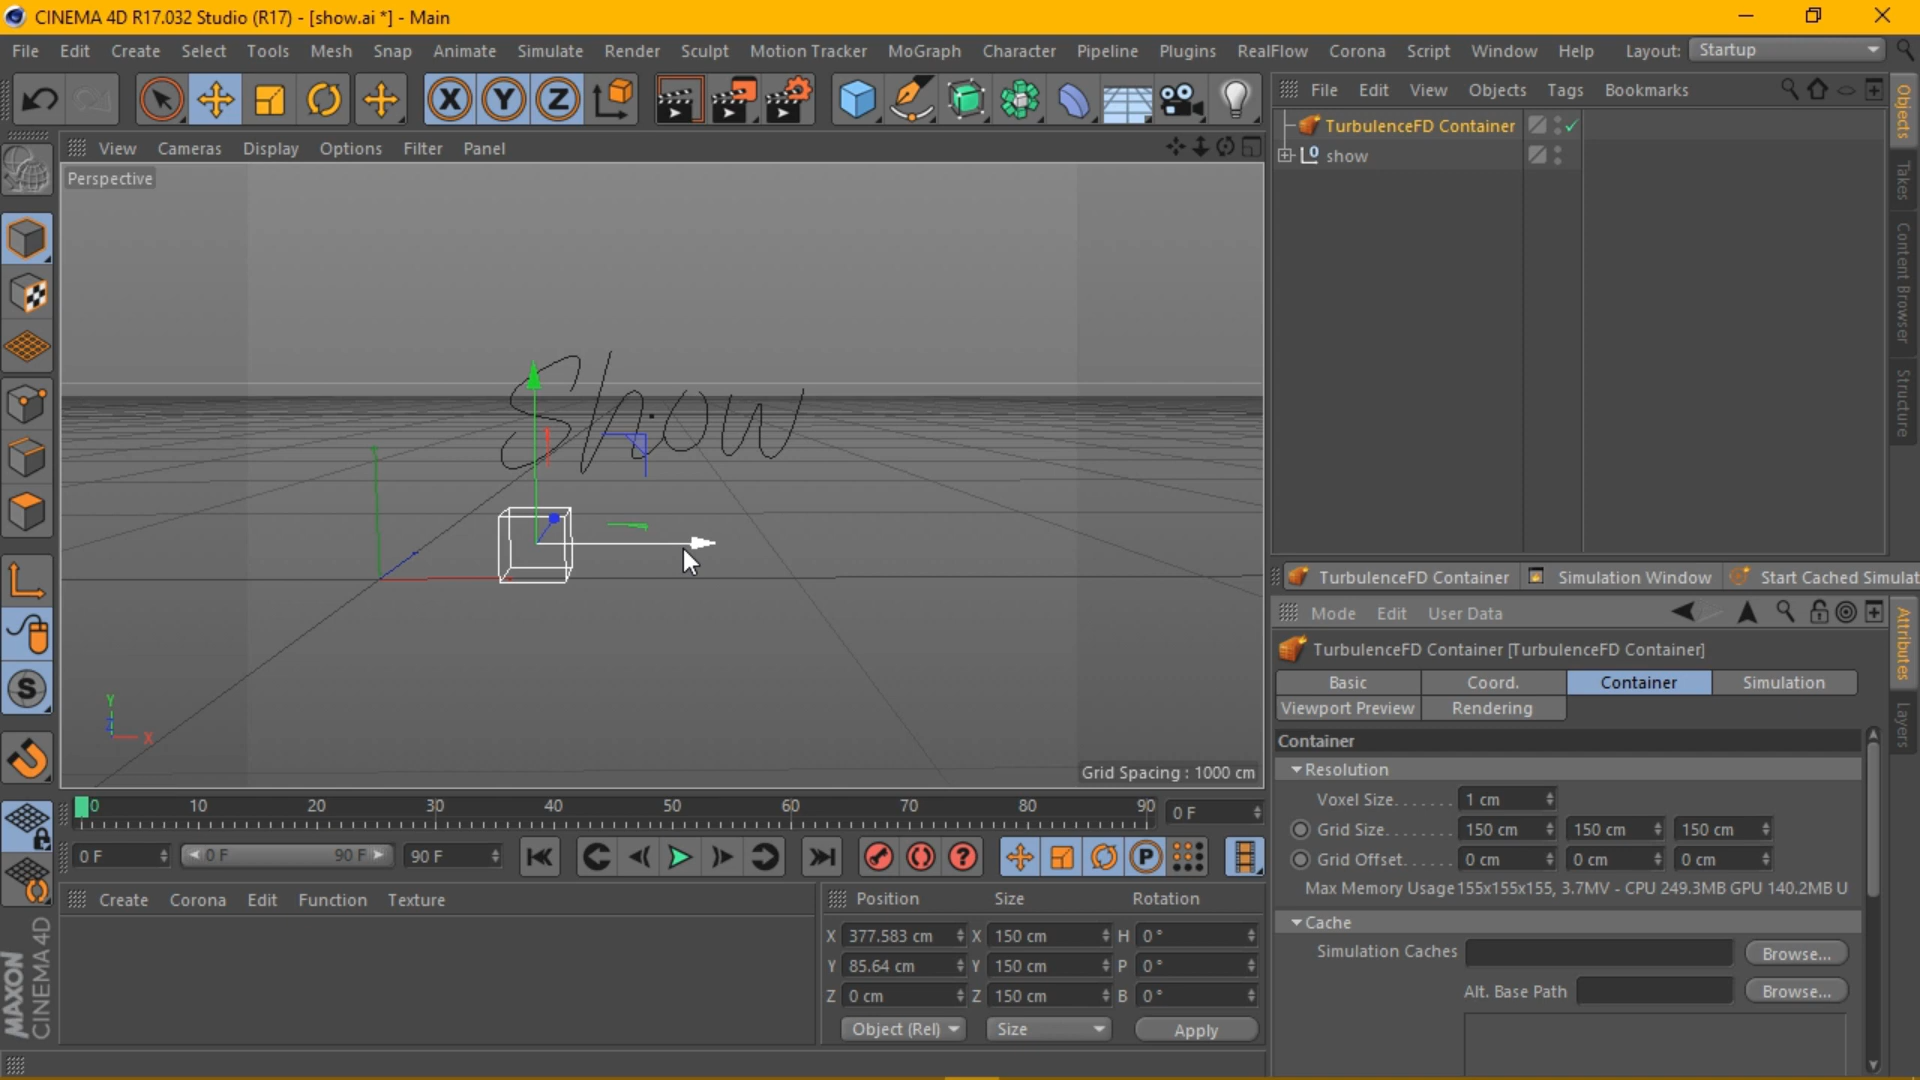 CINEMA 4D R17.032 Studio (R17) - [show.ai *] - Main
File Edit Create Select Tools Mesh Snap Animate Simulate Render Sculpt Motion Tracker MoGraph Character Pipeline Plugins RealFlow Corona Script Window Help Layout: Startup
X Y Z
File Edit View Objects Tags Bookmarks
TurbulenceFD Container
show
Objects
Takes
Content Browser
Structure
View Cameras Display Options Filter Panel
Perspective
Show
Y
X
Grid Spacing : 1000 cm
TurbulenceFD Container Simulation Window Start Cached Simulat
Mode Edit User Data
TurbulenceFD Container [TurbulenceFD Container]
Basic Coord. Container Simulation
Viewport Preview Rendering
Attributes
Layers
Container
Resolution
Voxel Size 1 cm
Grid Size 150 cm 150 cm 150 cm
Grid Offset 0 cm 0 cm 0 cm
Max Memory Usage 155x155x155, 3.7MV - CPU 249.3MB GPU 140.2MB U
Cache
Simulation Caches Browse...
Alt. Base Path Browse...
0 10 20 30 40 50 60 70 80 90 0 F
0 F 0 F 90 F 90 F
Create Corona Edit Function Texture
Position Size Rotation
X 377.583 cm X 150 cm H 0 °
Y 85.64 cm Y 150 cm P 0 °
Z 0 cm Z 150 cm B 0 °
Object (Rel) Size Apply
MAXON
CINEMA 4D